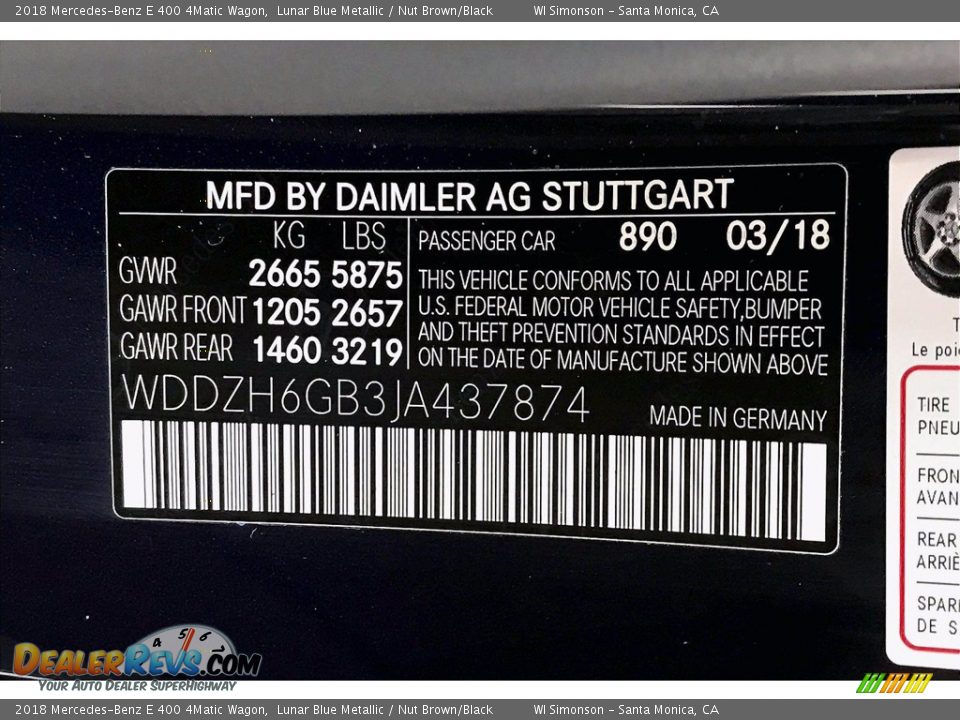 2018 Mercedes-Benz E 400 4Matic Wagon, Lunar Blue Metallic / Nut Brown/Black WI Simonson - Santa Monica, CA
MFD BY DAIMLER AG STUTTGART
KG LBS
GVWR 2665 5875
GAWR FRONT 1205 2657
GAWR REAR 1460 3219
PASSENGER CAR 890 03/18
THIS VEHICLE CONFORMS TO ALL APPLICABLE
U.S. FEDERAL MOTOR VEHICLE SAFETY,BUMPER
AND THEFT PREVENTION STANDARDS IN EFFECT
ON THE DATE OF MANUFACTURE SHOWN ABOVE
WDDZH6GB3JA437874 MADE IN GERMANY
Le poi
TIRE
PNEU
FRON
AVAN
REAR
ARRIÈ
SPAR
DE S
4 5 6
DEALERREVS.COM
YOUR AUTO DEALER SUPERHIGHWAY
2018 Mercedes-Benz E 400 4Matic Wagon, Lunar Blue Metallic / Nut Brown/Black WI Simonson - Santa Monica, CA